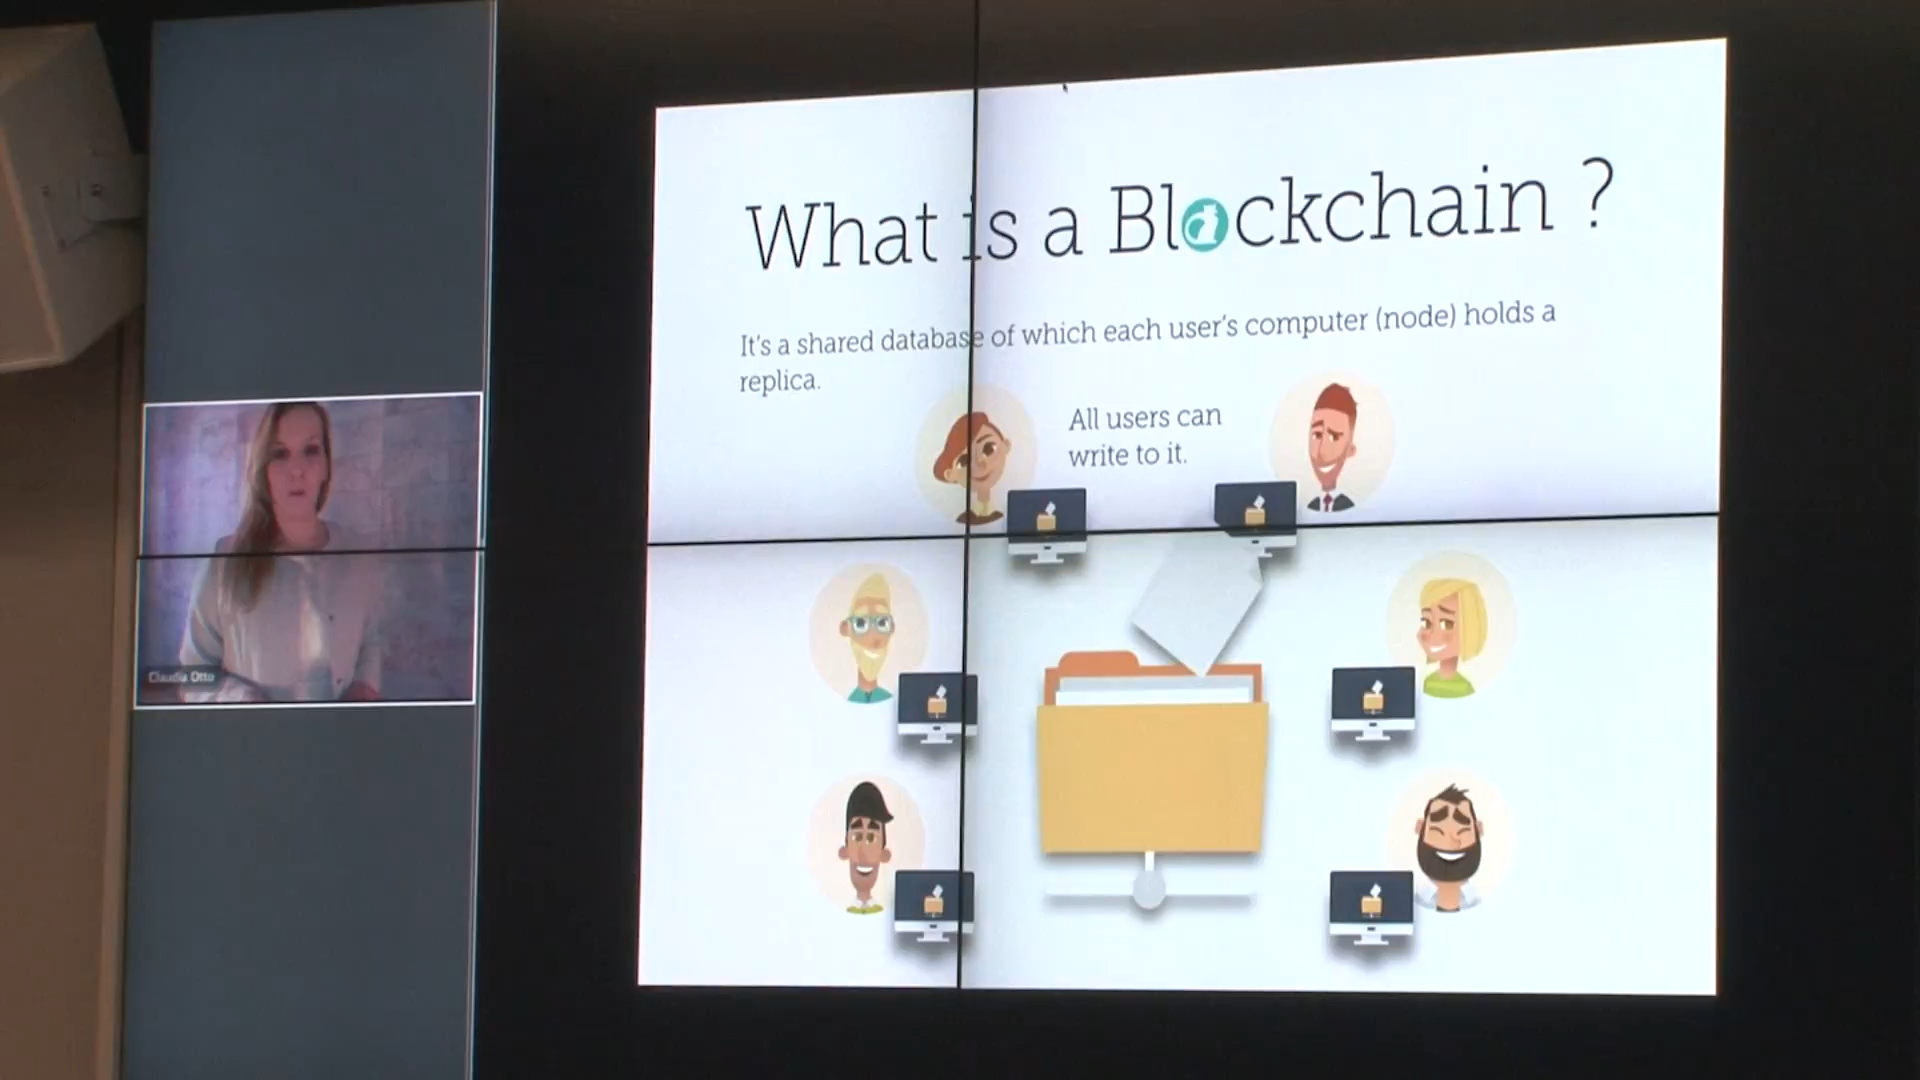 What is a Blockchain ?
It's a shared database of which each user's computer (node) holds a
replica.
All users can
write to it.
Claudia Otto